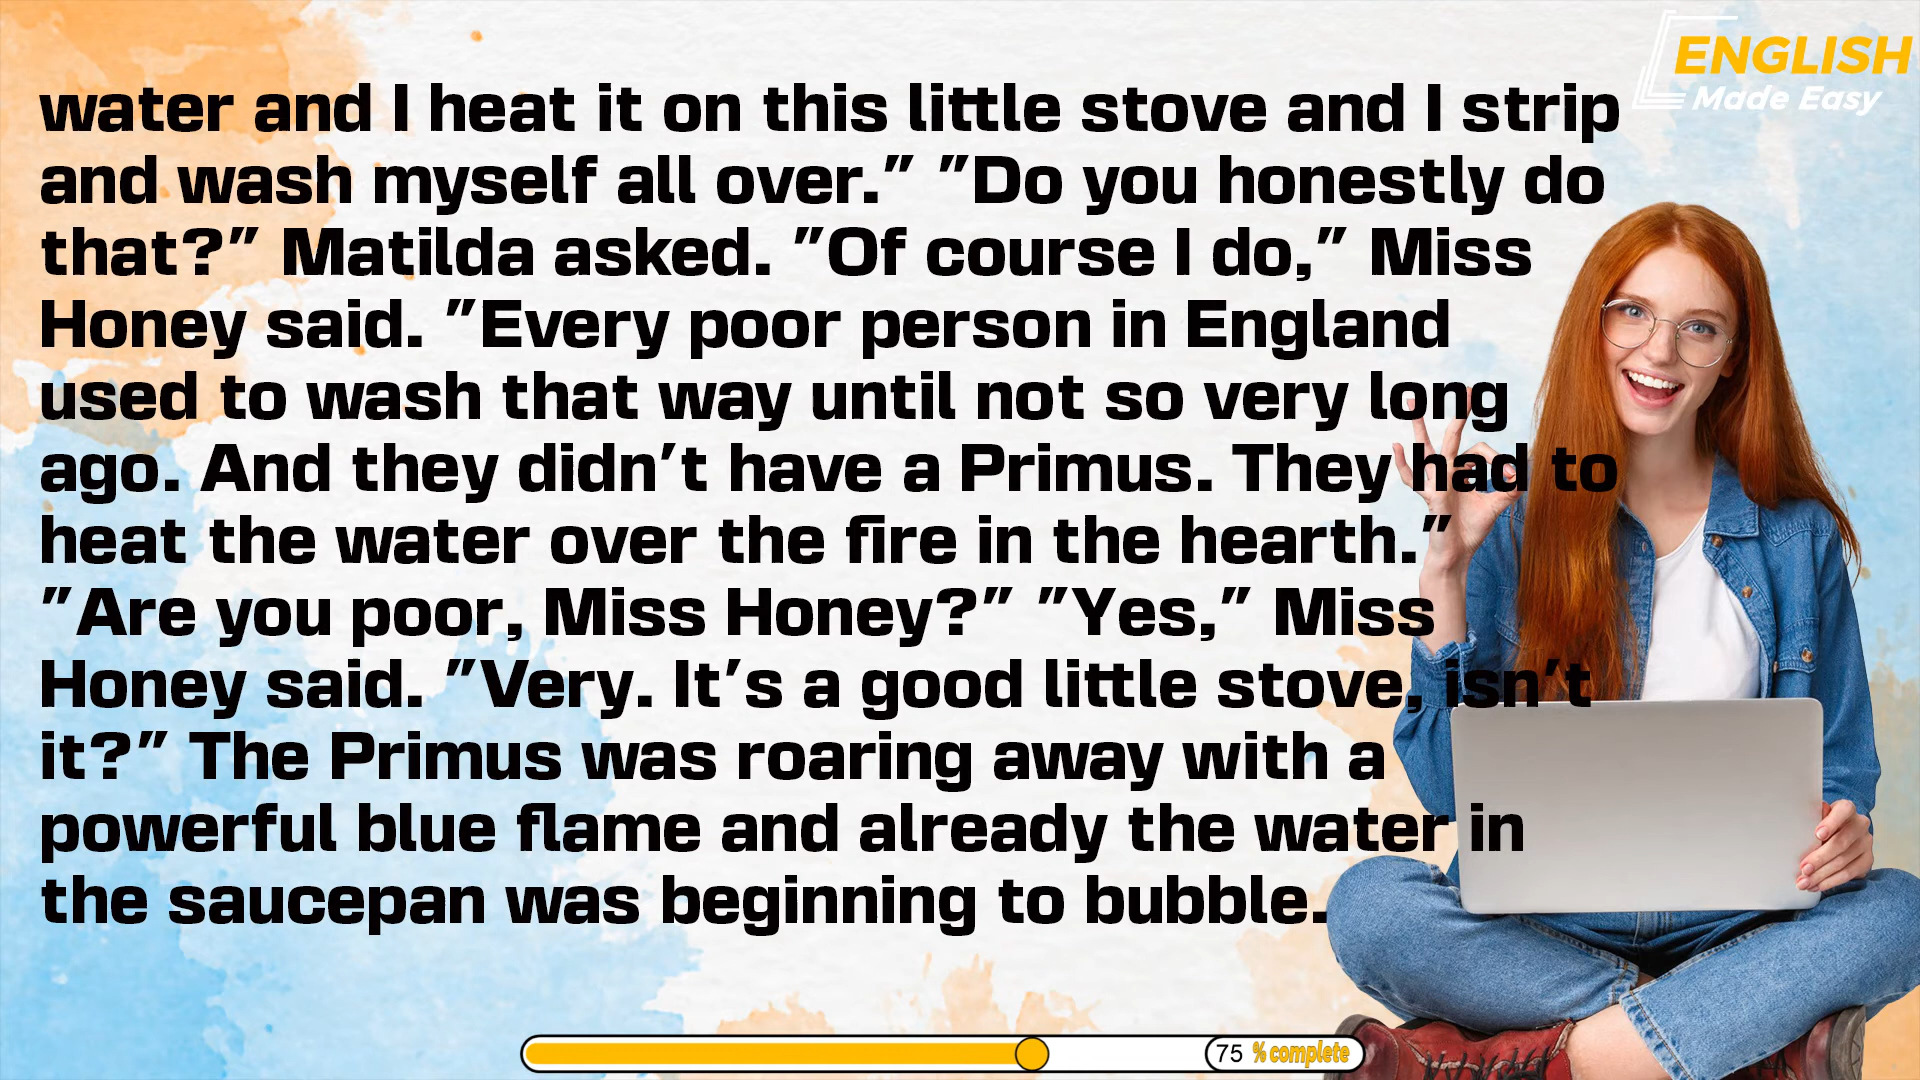 ENGLISH
Made Easy
water and I heat it on this little stove and I strip
and wash myself all over." "Do you honestly do
that?" Matilda asked. "Of course I do," Miss
Honey said. "Every poor person in England
used to wash that way until not so very long
ago. And they didn't have a Primus. They had to
heat the water over the fire in the hearth."
"Are you poor, Miss Honey?" "Yes," Miss
Honey said. "Very. It's a good little stove, isn't
it?" The Primus was roaring away with a
powerful blue flame and already the water in
the saucepan was beginning to bubble.
75 % complete